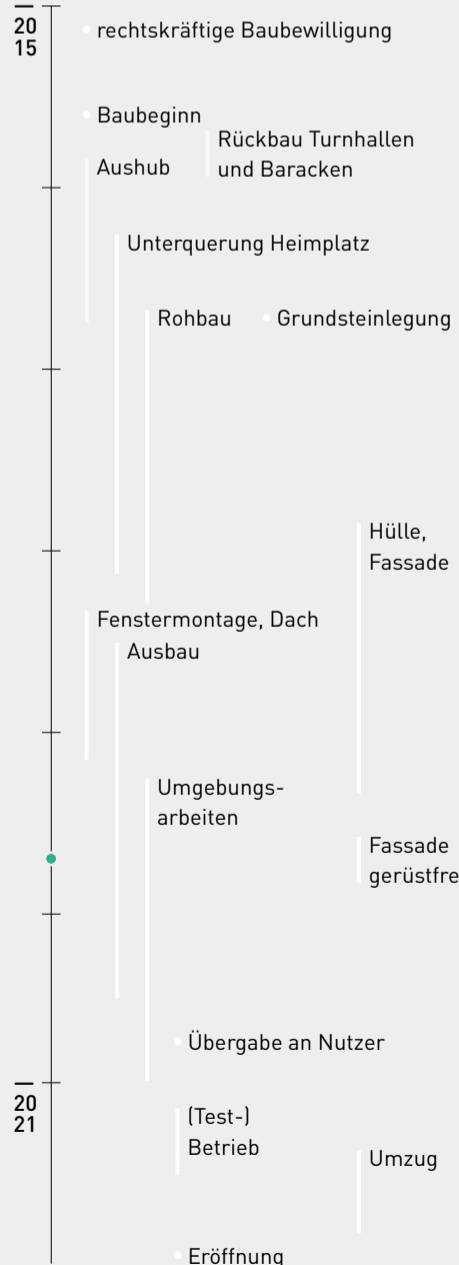 20
15
rechtskräftige Baubewilligung
Baubeginn
Rückbau Turnhallen
und Baracken
Aushub
Unterquerung Heimplatz
Rohbau
Grundsteinlegung
Hülle,
Fassade
Fenstermontage, Dach
Ausbau
Umgebungs-
arbeiten
Fassade
gerüstfre
Übergabe an Nutzer
20
21
(Test-)
Betrieb
Umzug
Eröffnung